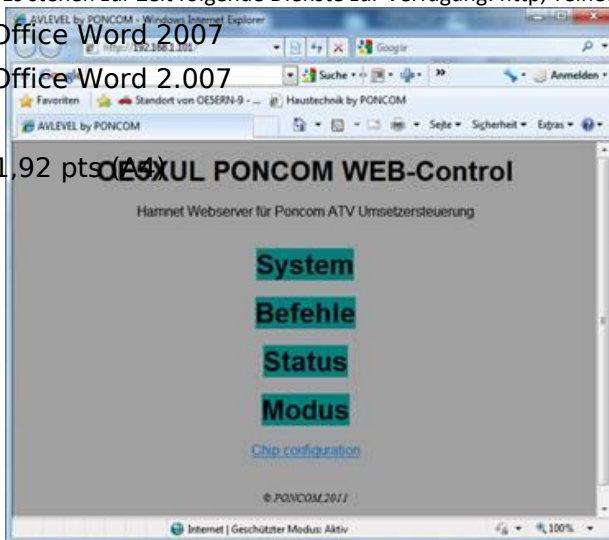 Es stehen zur Zeit folgende Dienste zur Verfügung: http, reine
AVLEVEL by PONCOM - Windows Internet Explorer
Office Word 2007
http://192.168.1.101/
Google
Office Word 2.007
Suche
Anmelden
Favoriten
Standort von OE5ERN-9 - ...
Haustechnik by PONCOM
AVLEVEL by PONCOM
Seite
Sicherheit
Extras
1,92 pts (A4)
OE5XUL PONCOM WEB-Control
Hamnet Webserver für Poncom ATV Umsetzersteuerung
System
Befehle
Status
Modus
Chip configuration
© PONCOM,2011
Internet | Geschützter Modus: Aktiv
100%